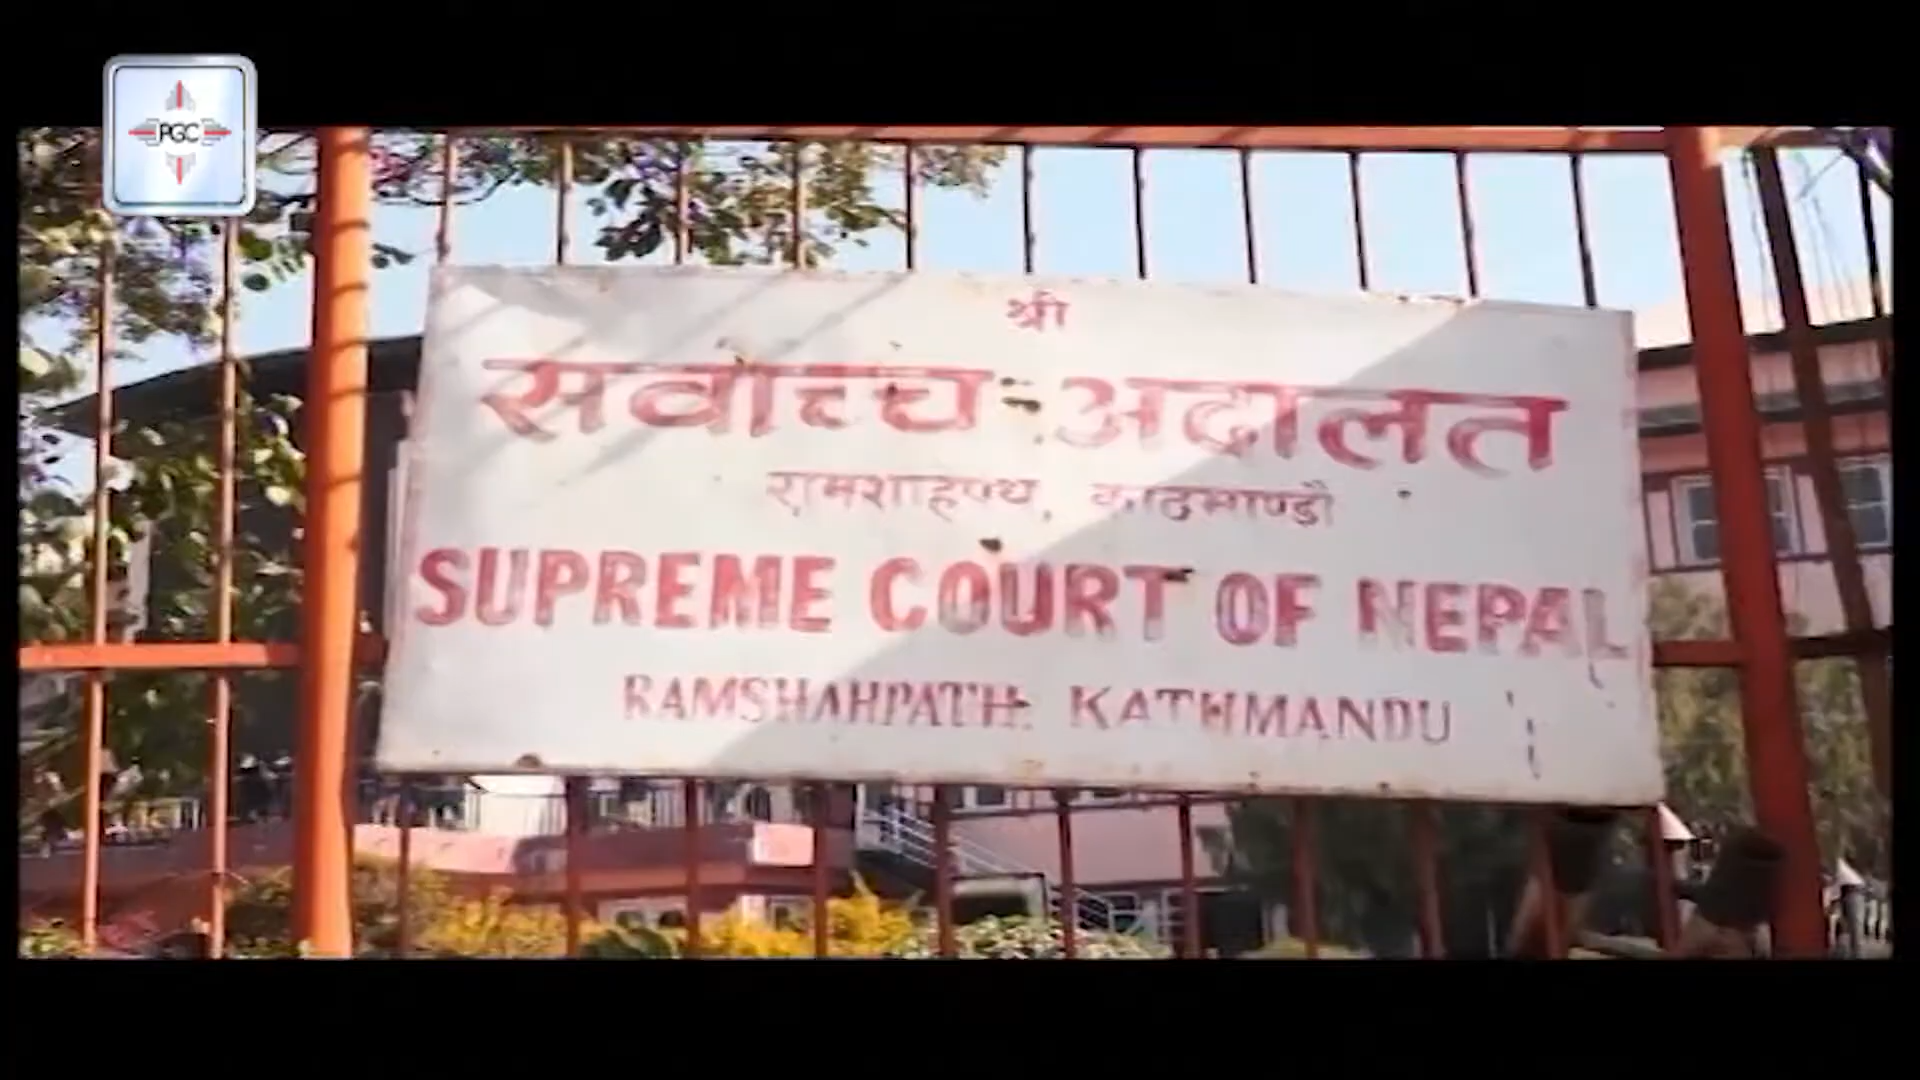 PGC
श्री
सर्वोच्च अदालत
रामशाहपथ, काठमाण्डौ
SUPREME COURT OF NEPAL
RAMSHAHPATH. KATHMANDU